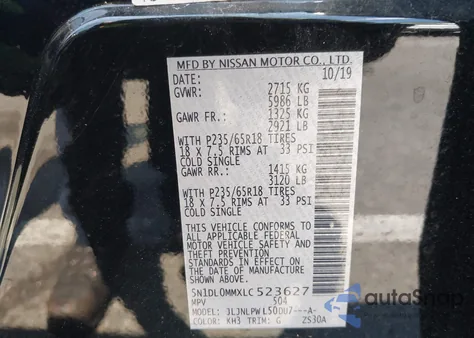 MFD BY NISSAN MOTOR CO., LTD.
DATE: 10/19
GVWR: 2715 KG
5986 LB
GAWR FR.: 1325 KG
2921 LB
WITH P235/65R18 TIRES
18 X 7.5 RIMS AT 33 PSI
COLD SINGLE
GAWR RR.: 1415 KG
3120 LB
WITH P235/65R18 TIRES
18 X 7.5 RIMS AT 33 PSI
COLD SINGLE
THIS VEHICLE CONFORMS TO
ALL APPLICABLE FEDERAL
MOTOR VEHICLE SAFETY
AND THEFT PREVENTION
STANDARDS IN EFFECT ON
THE DATE OF MANUFACTURE
SHOWN ABOVE.
5N1DL0MMXLC523627
MPV 504
MODEL: JLJNLPW L50UU7---A-
COLOR: KH3 TRIM: G ZS30A
autoSnap